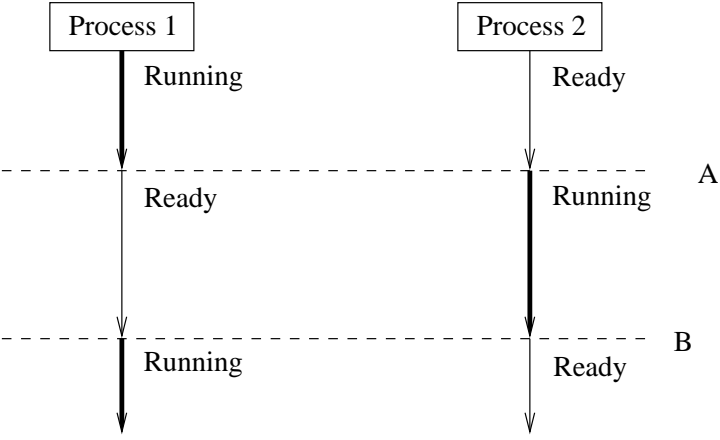 Process 1
Process 2
Running
Ready
A
Ready
Running
B
Running
Ready